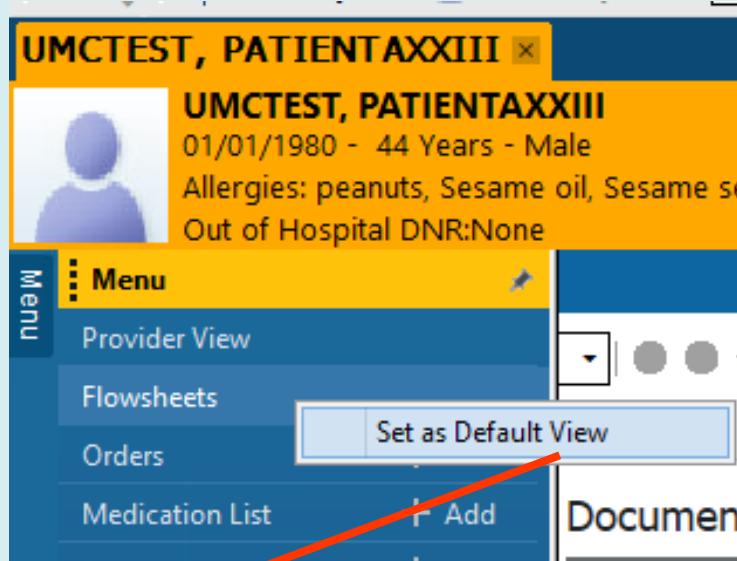 UMCTEST, PATIENTAXXIII ×
UMCTEST, PATIENTAXXIII
01/01/1980 - 44 Years - Male
Allergies: peanuts, Sesame oil, Sesame se
Out of Hospital DNR:None
Menu
Menu
Provider View
Flowsheets
Set as Default View
Orders
Medication List + Add
Documen